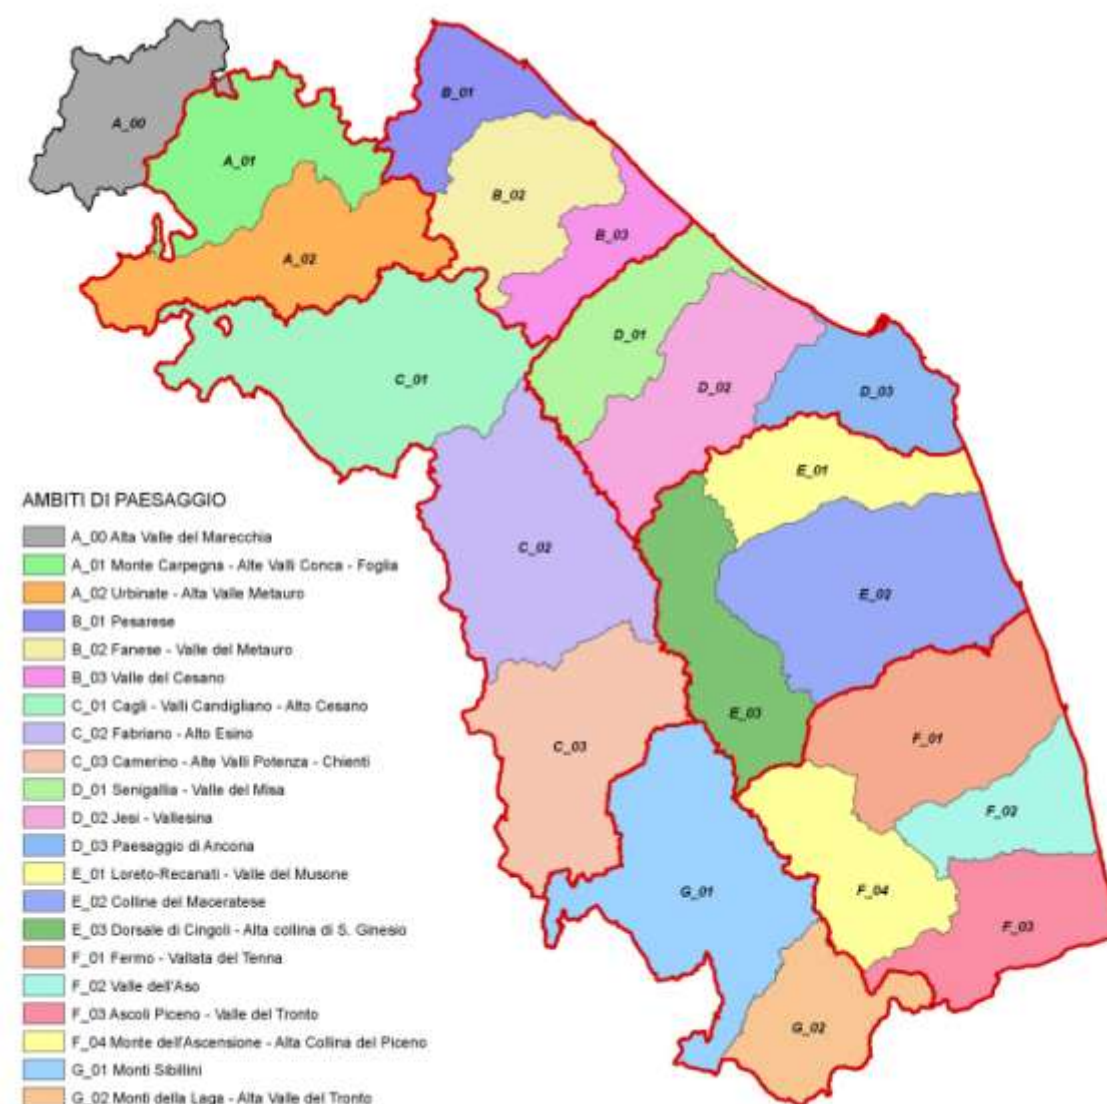 A_00
A_01
A_02
B_01
B_02
B_03
C_01
D_01
D_02
D_03
E_01
C_02
E_02
E_03
C_03
F_01
F_02
G_01
F_04
F_03
G_02
AMBITI DI PAESAGGIO
A_00 Alta Valle del Marecchia
A_01 Monte Carpegna - Alte Valli Conca - Foglia
A_02 Urbinate - Alta Valle Metauro
B_01 Pesarese
B_02 Fanese - Valle del Metauro
B_03 Valle del Cesano
C_01 Cagli - Valli Candigliano - Alto Cesano
C_02 Fabriano - Alto Esino
C_03 Camerino - Alte Valli Potenza - Chienti
D_01 Senigallia - Valle del Misa
D_02 Jesi - Vallesina
D_03 Paesaggio di Ancona
E_01 Loreto-Recanati - Valle del Musone
E_02 Colline del Maceratese
E_03 Dorsale di Cingoli - Alta collina di S. Ginesio
F_01 Fermo - Vallata del Tenna
F_02 Valle dell'Aso
F_03 Ascoli Piceno - Valle del Tronto
F_04 Monte dell'Ascensione - Alta Collina del Piceno
G_01 Monti Sibillini
G_02 Monti della Laga - Alta Valle del Tronto